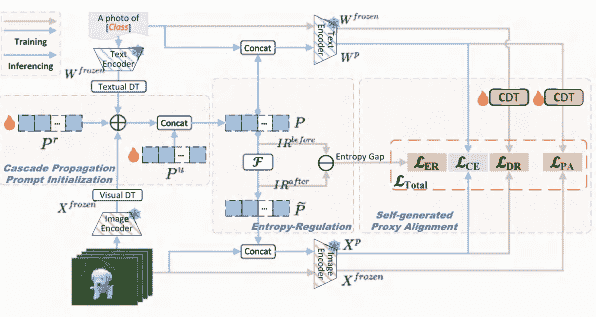 A photo of
[Class]
Training
Inferencing
Text
Encoder
W^frozen
Textual DT
Concat
Text
Encoder
W^frozen
W^p
CDT
CDT
P^r
Concat
P
P^u
IR^before
F
Entropy Gap
L_ER
L_CE
L_DR
L_PA
L_Total
IR^after
Cascade Propagation
Prompt Initialization
Visual DT
X^frozen
P̃
Entropy-Regulation
Self-generated
Proxy Alignment
Image
Encoder
Concat
Image
Encoder
X^p
X^frozen